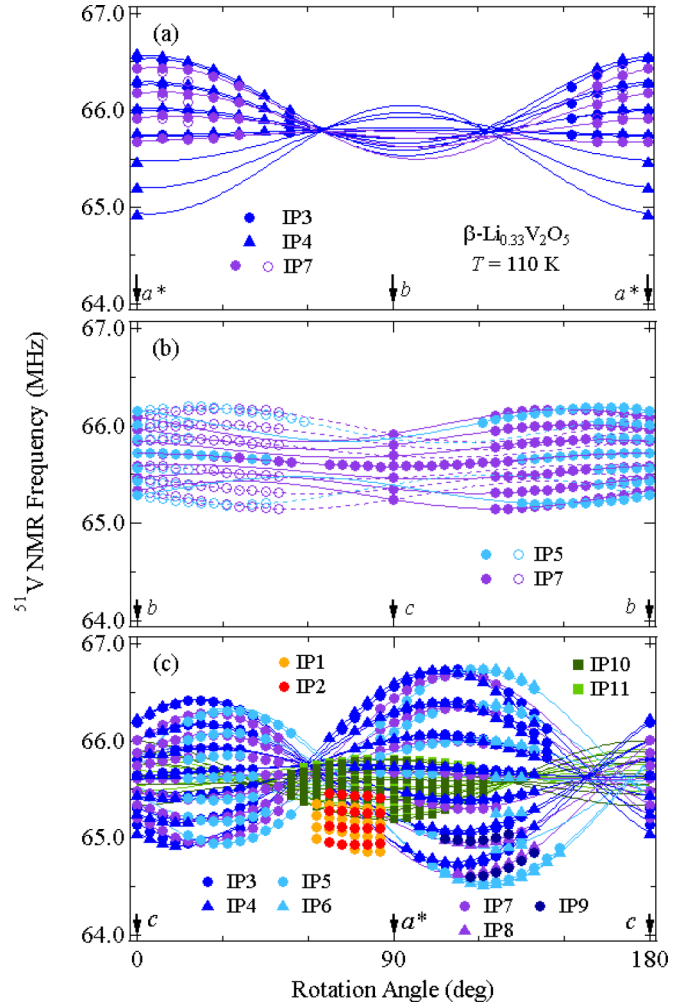 67.0
(a)
66.0
65.0
IP3
IP4
IP7
β-Li0.33V2O5
T = 110 K
64.0
a*
b
a*
67.0
(b)
66.0
65.0
IP5
IP7
64.0
b
c
b
67.0
(c)
IP1
IP2
IP10
IP11
66.0
65.0
IP3
IP5
IP4
IP6
IP7
IP9
IP8
64.0
c
a*
c
0
90
180
Rotation Angle (deg)
51V NMR Frequency (MHz)